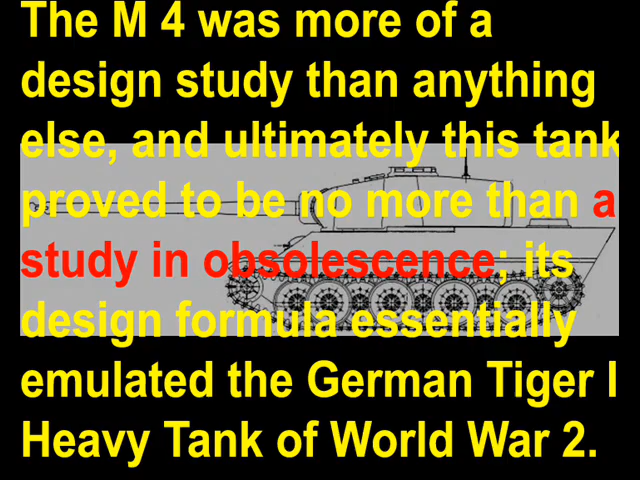 The M 4 was more of a
design study than anything
else, and ultimately this tank
proved to be no more than a
study in obsolescence; its
design formula essentially
emulated the German Tiger I
Heavy Tank of World War 2.